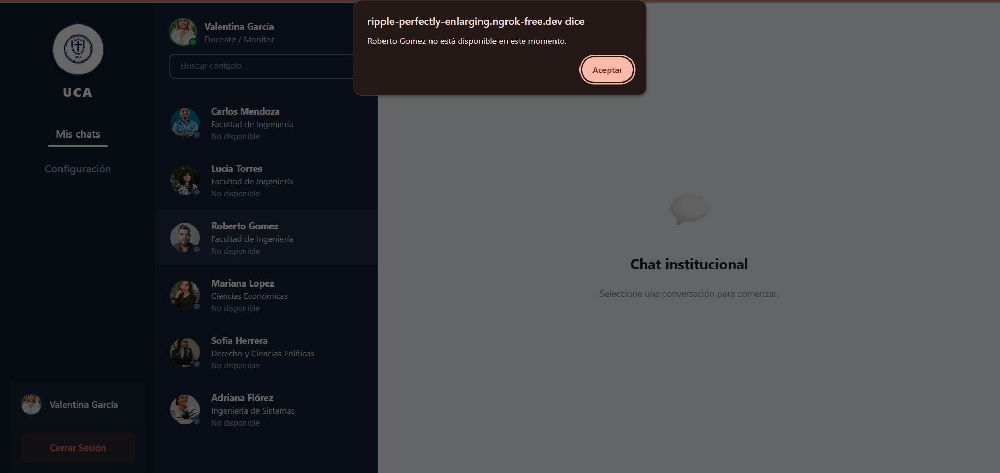 UCA
UCA
Mis chats
Configuración
Valentina García
Cerrar Sesión
Valentina García
Docente / Monitor
Buscar contacto...
Carlos Mendoza
Facultad de Ingeniería
No disponible
Lucia Torres
Facultad de Ingeniería
No disponible
Roberto Gomez
Facultad de Ingeniería
No disponible
Mariana Lopez
Ciencias Económicas
No disponible
Sofia Herrera
Derecho y Ciencias Políticas
No disponible
Adriana Flórez
Ingeniería de Sistemas
No disponible
ripple-perfectly-enlarging.ngrok-free.dev dice
Roberto Gomez no está disponible en este momento.
Aceptar
Chat institucional
Seleccione una conversación para comenzar.